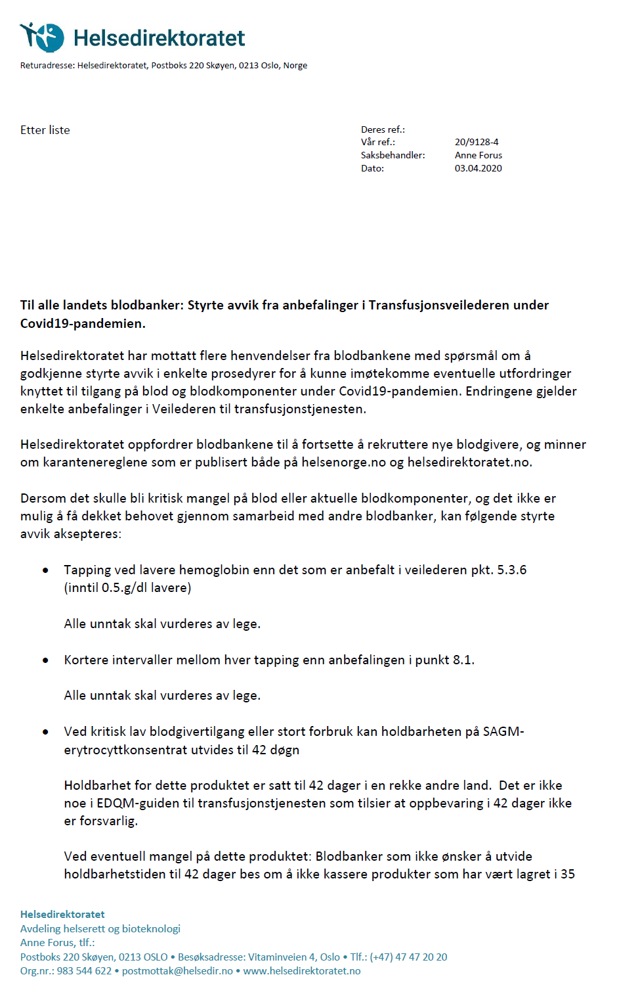 Helsedirektoratet
Returadresse: Helsedirektoratet, Postboks 220 Skøyen, 0213 Oslo, Norge
Etter liste
Deres ref.:
Vår ref.: 20/9128-4
Saksbehandler: Anne Forus
Dato: 03.04.2020
Til alle landets blodbanker: Styrte avvik fra anbefalinger i Transfusjonsveilederen under
Covid19-pandemien.
Helsedirektoratet har mottatt flere henvendelser fra blodbankene med spørsmål om å
godkjenne styrte avvik i enkelte prosedyrer for å kunne imøtekomme eventuelle utfordringer
knyttet til tilgang på blod og blodkomponenter under Covid19-pandemien. Endringene gjelder
enkelte anbefalinger i Veilederen til transfusjonstjenesten.
Helsedirektoratet oppfordrer blodbankene til å fortsette å rekruttere nye blodgivere, og minner
om karantenereglene som er publisert både på helsenorge.no og helsedirektoratet.no.
Dersom det skulle bli kritisk mangel på blod eller aktuelle blodkomponenter, og det ikke er
mulig å få dekket behovet gjennom samarbeid med andre blodbanker, kan følgende styrte
avvik aksepteres:
• Tapping ved lavere hemoglobin enn det som er anbefalt i veilederen pkt. 5.3.6
(inntil 0.5.g/dl lavere)
Alle unntak skal vurderes av lege.
• Kortere intervaller mellom hver tapping enn anbefalingen i punkt 8.1.
Alle unntak skal vurderes av lege.
• Ved kritisk lav blodgivertilgang eller stort forbruk kan holdbarheten på SAGM-
erytrocyttkonsentrat utvides til 42 døgn
Holdbarhet for dette produktet er satt til 42 dager i en rekke andre land.  Det er ikke
noe i EDQM-guiden til transfusjonstjenesten som tilsier at oppbevaring i 42 dager ikke
er forsvarlig.
Ved eventuell mangel på dette produktet: Blodbanker som ikke ønsker å utvide
holdbarhetstiden til 42 dager bes om å ikke kassere produkter som har vært lagret i 35
Helsedirektoratet
Avdeling helserett og bioteknologi
Anne Forus, tlf.:
Postboks 220 Skøyen, 0213 OSLO • Besøksadresse: Vitaminveien 4, Oslo • Tlf.: (+47) 47 47 20 20
Org.nr.: 983 544 622 • postmottak@helsedir.no • www.helsedirektoratet.no